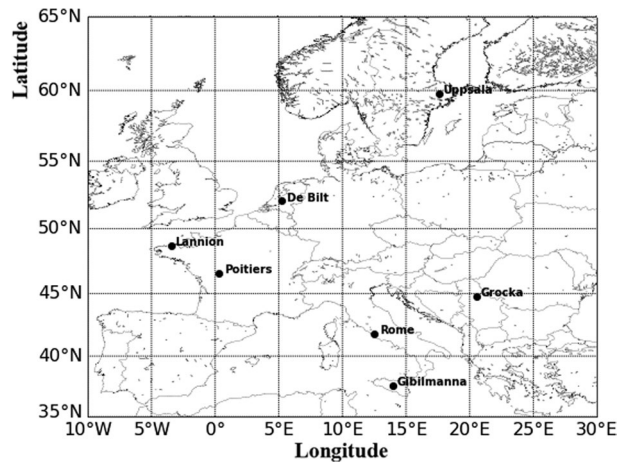 Latitude
65°N
60°N
55°N
50°N
45°N
40°N
35°N
Uppsala
De Bilt
Lannion
Poitiers
Grocka
Rome
Gibilmanna
10°W
5°W
0°
5°E
10°E
15°E
20°E
25°E
30°E
Longitude